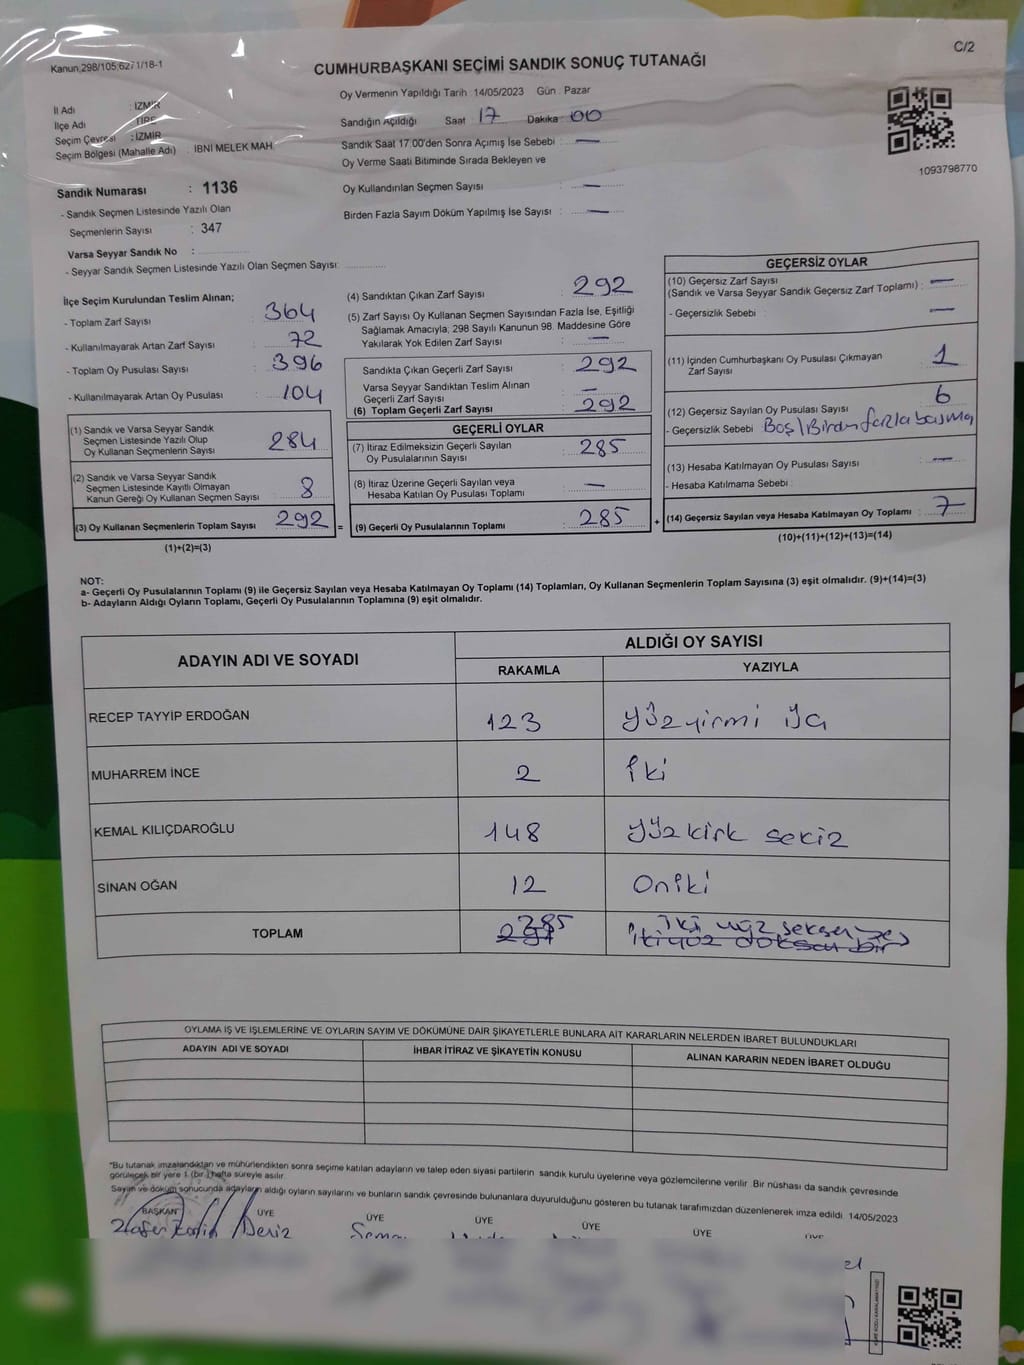 Kanun;298/105;6271/18-1
C/2
CUMHURBAŞKANI SEÇİMİ SANDIK SONUÇ TUTANAĞI
Oy Vermenin Yapıldığı Tarih : 14/05/2023 Gün : Pazar
İl Adı : İZMİR
İlçe Adı : TİRE
Seçim Çevresi : İZMİR
Seçim Bölgesi (Mahalle Adı) : İBNİ MELEK MAH
Sandığın Açıldığı Saat 17 Dakika 00
Sandık Saat 17.00'den Sonra Açımış İse Sebebi : —
Oy Verme Saati Bitiminde Sırada Bekleyen ve
Oy Kullandırılan Seçmen Sayısı : —
Birden Fazla Sayım Döküm Yapılmış İse Sayısı : —
1093798770
Sandık Numarası : 1136
- Sandık Seçmen Listesinde Yazılı Olan
Seçmenlerin Sayısı : 347
Varsa Seyyar Sandık No :
- Seyyar Sandık Seçmen Listesinde Yazılı Olan Seçmen Sayısı:
İlçe Seçim Kurulundan Teslim Alınan;
- Toplam Zarf Sayısı : 364
- Kullanılmayarak Artan Zarf Sayısı : 72
- Toplam Oy Pusulası Sayısı : 396
- Kullanılmayarak Artan Oy Pusulası : 104
(1) Sandık ve Varsa Seyyar Sandık
Seçmen Listesinde Yazılı Olup
Oy Kullanan Seçmenlerin Sayısı : 284
(2) Sandık ve Varsa Seyyar Sandık
Seçmen Listesinde Kayıtlı Olmayan
Kanun Gereği Oy Kullanan Seçmen Sayısı : 8
(3) Oy Kullanan Seçmenlerin Toplam Sayısı : 292
(1)+(2)=(3)
(4) Sandıktan Çıkan Zarf Sayısı : 292
(5) Zarf Sayısı Oy Kullanan Seçmen Sayısından Fazla İse, Eşitliği
Sağlamak Amacıyla, 298 Sayılı Kanunun 98. Maddesine Göre
Yakılarak Yok Edilen Zarf Sayısı : —
Sandıkta Çıkan Geçerli Zarf Sayısı : 292
Varsa Seyyar Sandıktan Teslim Alınan
Geçerli Zarf Sayısı : —
(6) Toplam Geçerli Zarf Sayısı : 292
GEÇERLİ OYLAR
(7) İtiraz Edilmeksizin Geçerli Sayılan
Oy Pusulalarının Sayısı : 285
(8) İtiraz Üzerine Geçerli Sayılan veya
Hesaba Katılan Oy Pusulası Toplamı : —
= (9) Geçerli Oy Pusulalarının Toplamı : 285
GEÇERSİZ OYLAR
(10) Geçersiz Zarf Sayısı
(Sandık ve Varsa Seyyar Sandık Geçersiz Zarf Toplamı) : —
- Geçersizlik Sebebi : —
(11) İçinden Cumhurbaşkanı Oy Pusulası Çıkmayan
Zarf Sayısı : 1
(12) Geçersiz Sayılan Oy Pusulası Sayısı : 6
- Geçersizlik Sebebi : Boş/Birden fazla basma
(13) Hesaba Katılmayan Oy Pusulası Sayısı : —
- Hesaba Katılmama Sebebi :
+ (14) Geçersiz Sayılan veya Hesaba Katılmayan Oy Toplamı : 7
(10)+(11)+(12)+(13)=(14)
NOT:
a- Geçerli Oy Pusulalarının Toplamı (9) ile Geçersiz Sayılan veya Hesaba Katılmayan Oy Toplamı (14) Toplamları, Oy Kullanan Seçmenlerin Toplam Sayısına (3) eşit olmalıdır. (9)+(14)=(3)
b- Adayların Aldığı Oyların Toplamı, Geçerli Oy Pusulalarının Toplamına (9) eşit olmalıdır.
ADAYIN ADI VE SOYADI ALDIĞI OY SAYISI
RAKAMLA YAZIYLA
RECEP TAYYİP ERDOĞAN 123 yüzyirmi üç
MUHARREM İNCE 2 iki
KEMAL KILIÇDAROĞLU 148 yüzkırk sekiz
SİNAN OĞAN 12 Oniki
285 iki yüz seksen beş
TOPLAM 291 ikiyüz doksan bir
OYLAMA İŞ VE İŞLEMLERİNE VE OYLARIN SAYIM VE DÖKÜMÜNE DAİR ŞİKAYETLERLE BUNLARA AİT KARARLARIN NELERDEN İBARET BULUNDUKLARI
ADAYIN ADI VE SOYADI İHBAR İTİRAZ VE ŞİKAYETİN KONUSU ALINAN KARARIN NEDEN İBARET OLDUĞU
"Bu tutanak imzalandıktan ve mühürlendikten sonra seçime katılan adayların ve talep eden siyasi partilerin sandık kurulu üyelerine veya gözlemcilerine verilir. Bir nüshası da sandık çevresinde
görülecek bir yere 1 (bir) hafta süreyle asılır.
Sayım ve döküm sonucunda adayların aldığı oyların sayılarını ve bunların sandık çevresinde bulunanlara duyurulduğunu gösteren bu tutanak tarafımızdan düzenlenerek imza edildi. 14/05/2023
BAŞKAN ÜYE ÜYE ÜYE ÜYE ÜYE ÜYE
Deniz